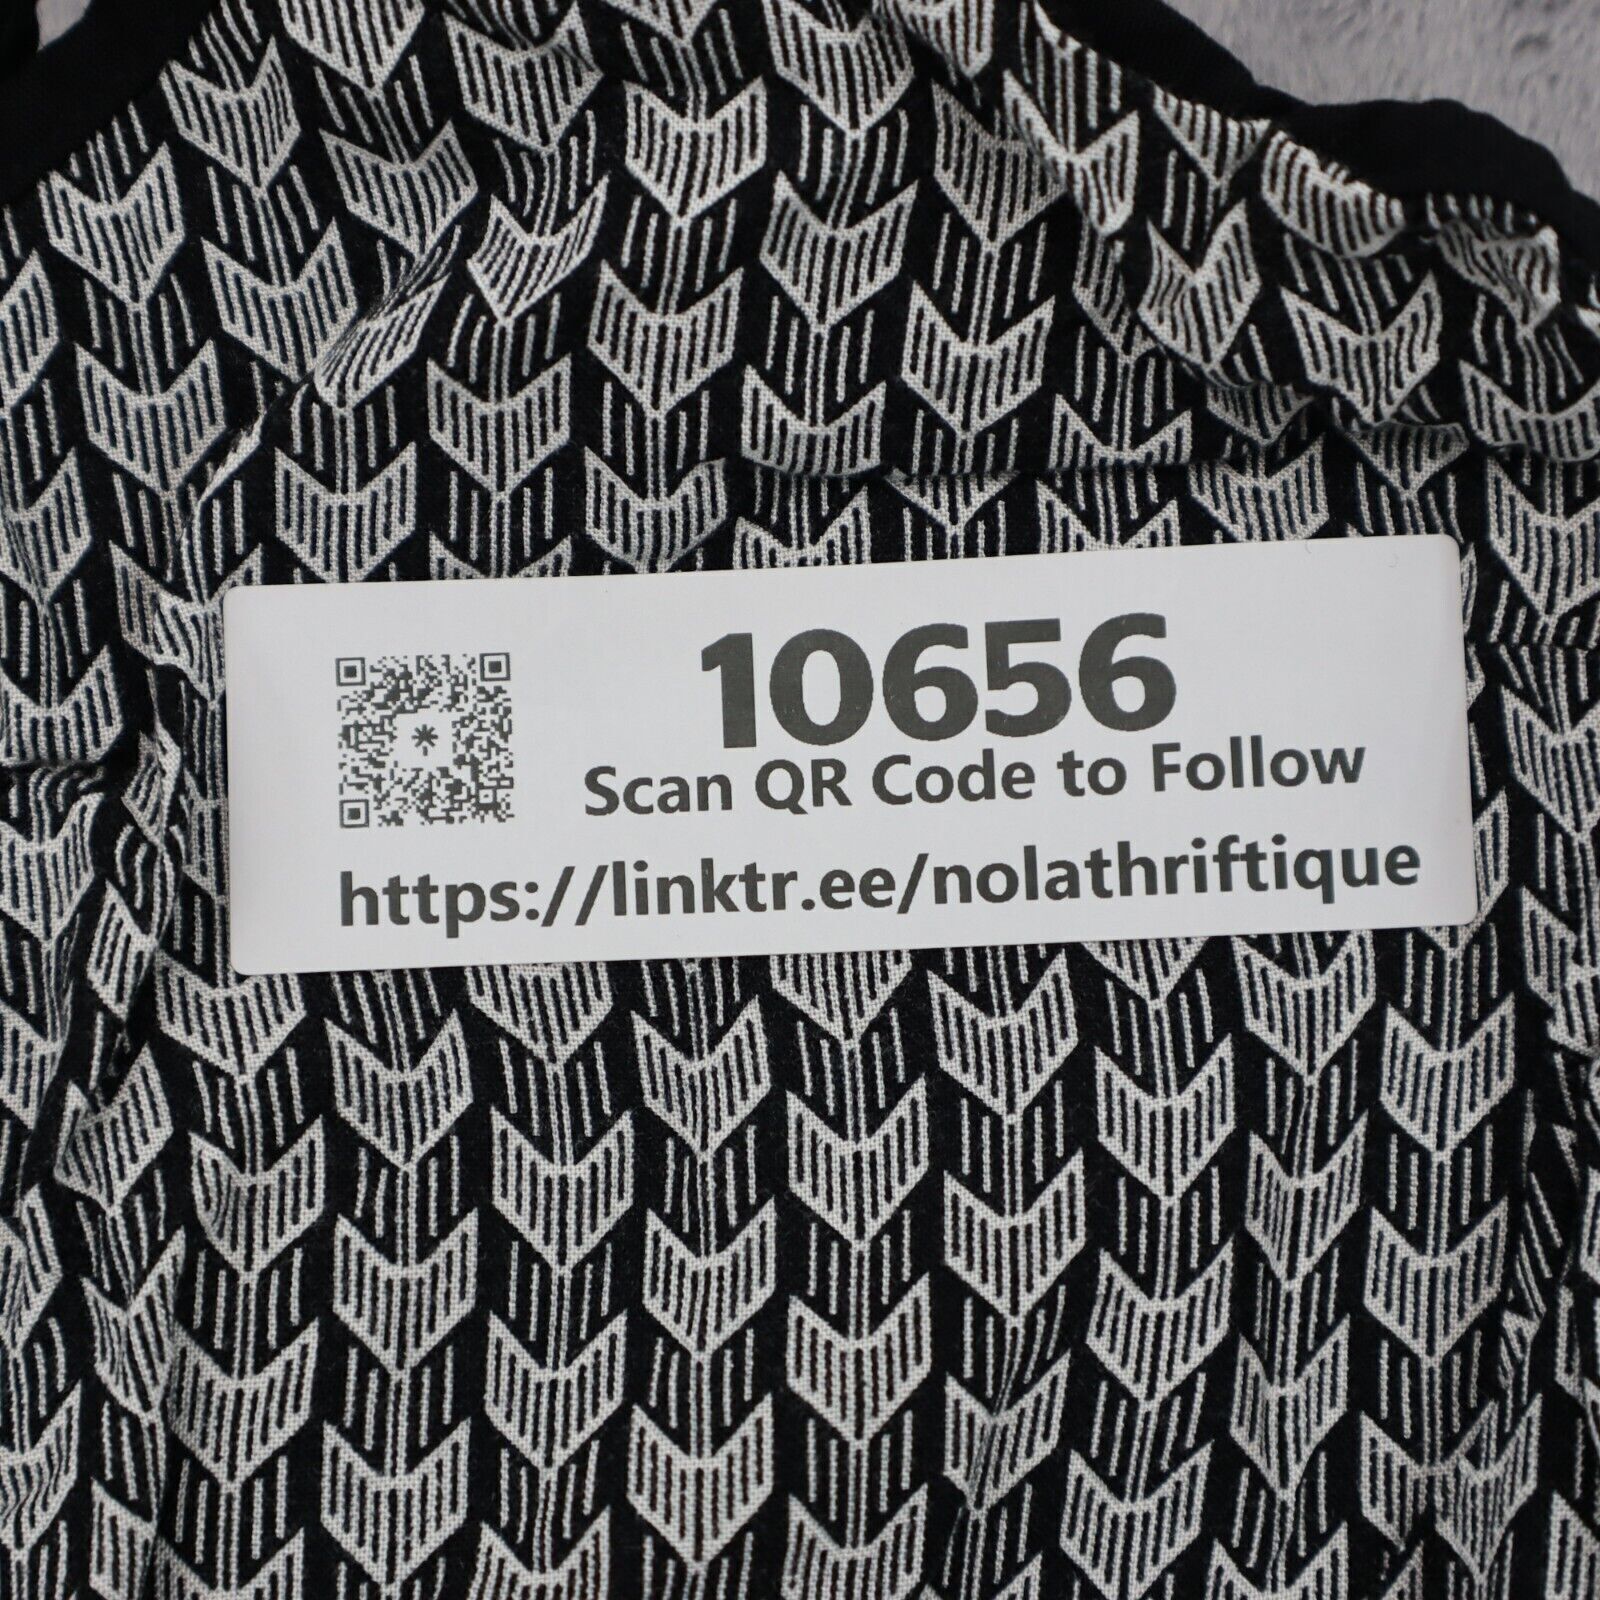 10656
Scan QR Code to Follow
https://linktr.ee/nolathriftique